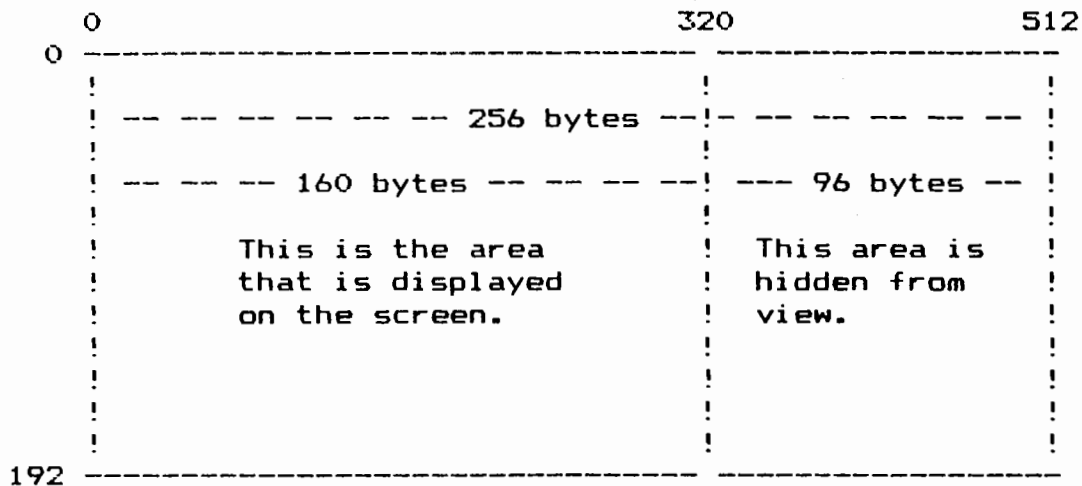 0 320 512
0 ---------------------------- ----------------
! -- -- -- -- -- -- 256 bytes --!- -- -- -- -- !
! -- -- -- 160 bytes -- -- -- --! --- 96 bytes -- !
This is the area ! This area is !
that is displayed ! hidden from !
on the screen. ! view. !
192 ---------------------------- ----------------